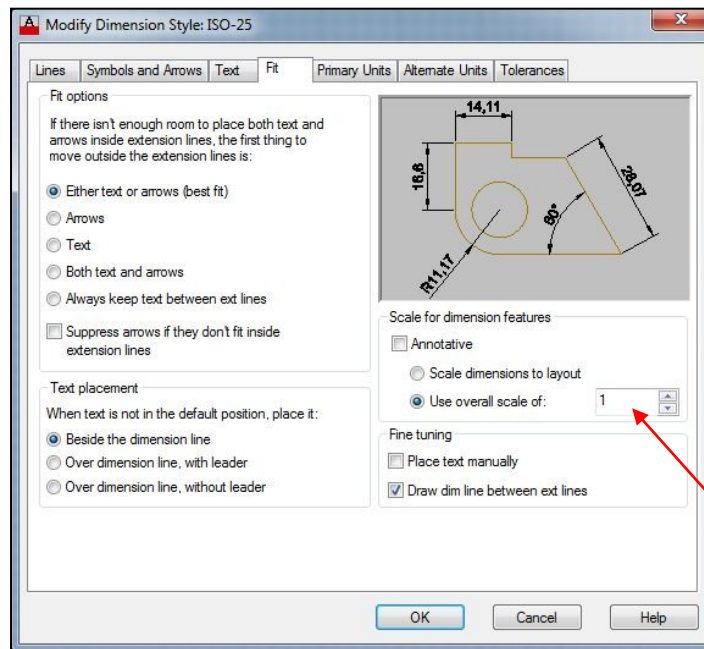 A Modify Dimension Style: ISO-25
x
Lines Symbols and Arrows Text Fit Primary Units Alternate Units Tolerances
Fit options
If there isn't enough room to place both text and
arrows inside extension lines, the first thing to
move outside the extension lines is:
Either text or arrows (best fit)
Arrows
Text
Both text and arrows
Always keep text between ext lines
Suppress arrows if they don't fit inside
extension lines
Text placement
When text is not in the default position, place it:
Beside the dimension line
Over dimension line, with leader
Over dimension line, without leader
14,11
16,6
28,07
60°
R11,17
Scale for dimension features
Annotative
Scale dimensions to layout
Use overall scale of: 1
Fine tuning
Place text manually
Draw dim line between ext lines
OK Cancel Help